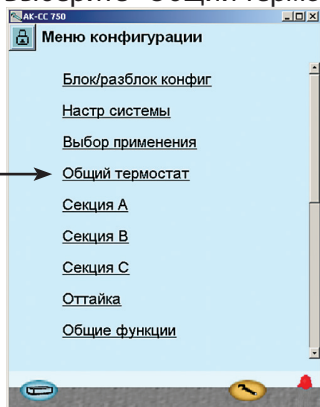 AK-CC 750
Меню конфигурации
Блок/разблок конфиг
Настр системы
Выбор применения
Общий термостат
Секция A
Секция B
Секция C
Оттайка
Общие функции